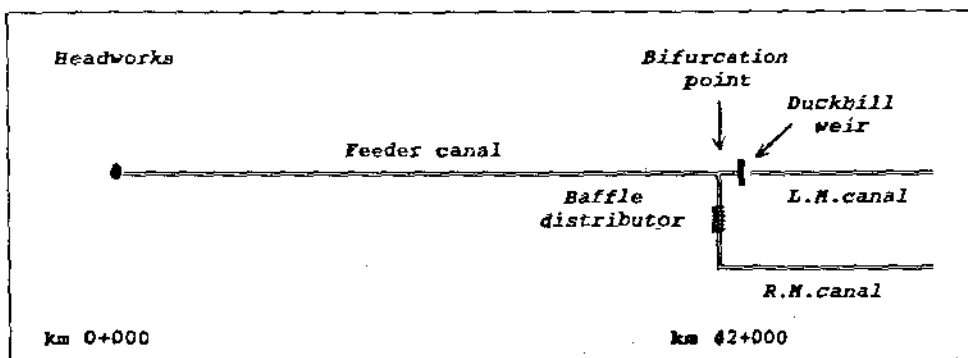 Headworks
Bifurcation
point
Duckbill
weir
Feeder canal
Baffle
distributor
L.M.canal
R.M.canal
km 0+000
km 42+000